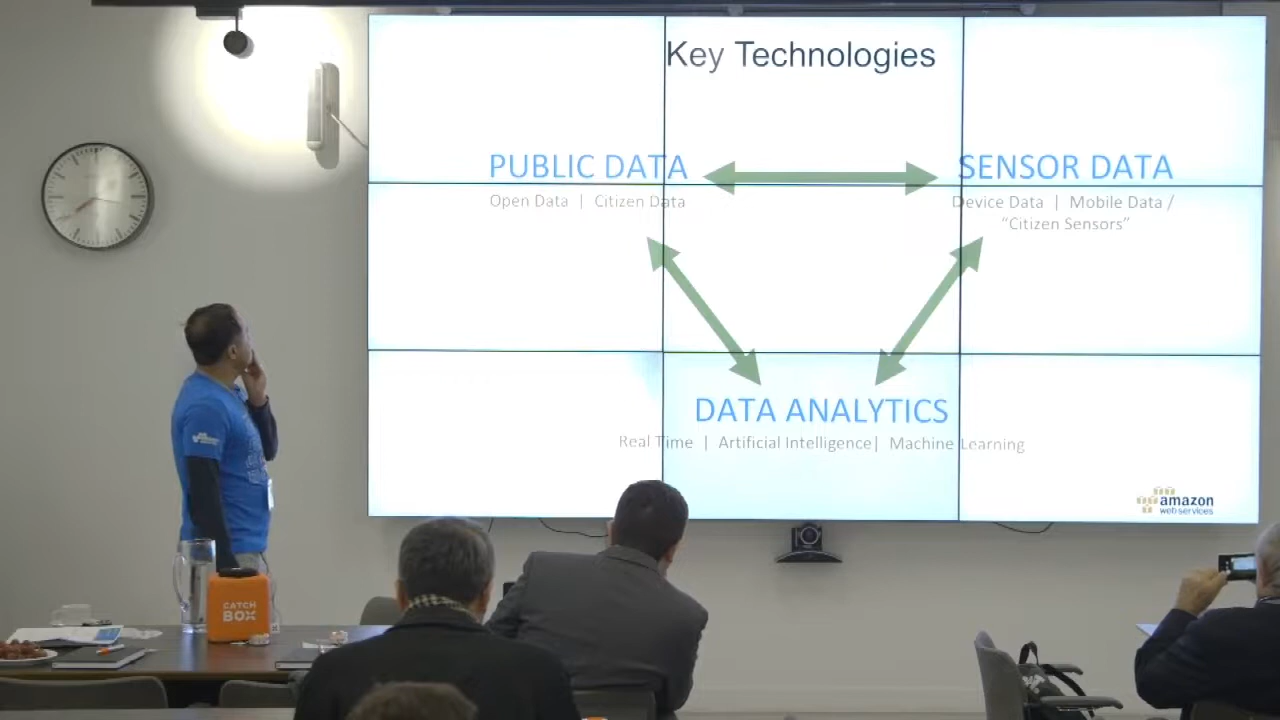 Key Technologies
PUBLIC DATA
Open Data | Citizen Data
SENSOR DATA
Device Data | Mobile Data /
“Citizen Sensors”
DATA ANALYTICS
Real Time | Artificial Intelligence| Machine Learning
amazon
web services
CATCH
BOX